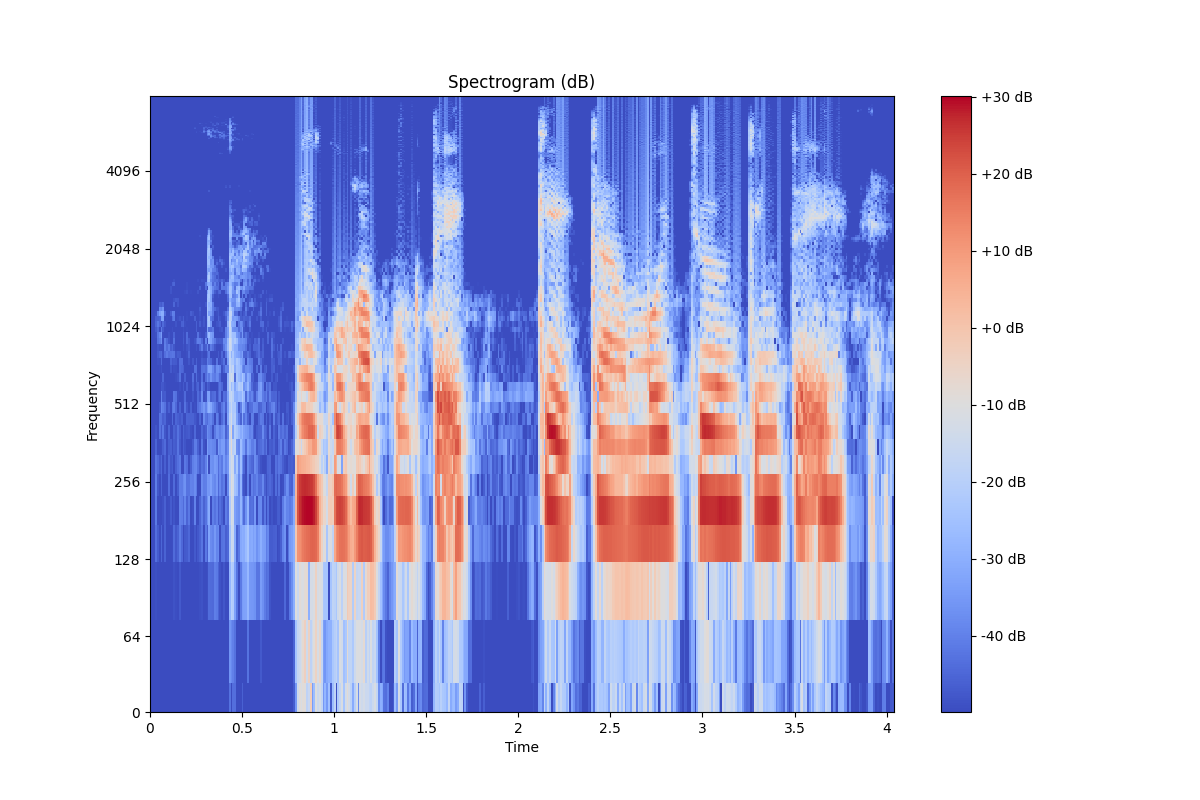 Spectrogram (dB)
Frequency
4096
2048
1024
512
256
128
64
0
0 0.5 1 1.5 2 2.5 3 3.5 4
Time
+30 dB
+20 dB
+10 dB
+0 dB
-10 dB
-20 dB
-30 dB
-40 dB